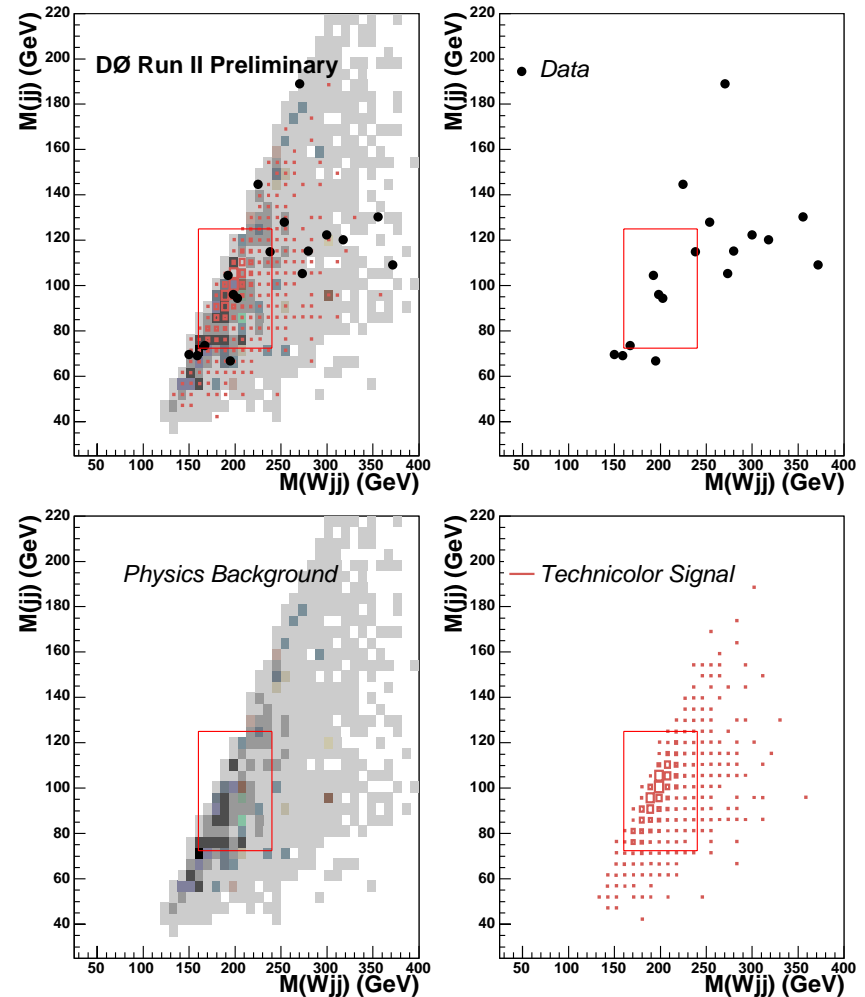 M(jj) (GeV)
220
200
180
160
140
120
100
80
60
40
DØ Run II Preliminary
50 100 150 200 250 300 350 400
M(Wjj) (GeV)
M(jj) (GeV)
220
200
180
160
140
120
100
80
60
40
Data
50 100 150 200 250 300 350 400
M(Wjj) (GeV)
M(jj) (GeV)
220
200
180
160
140
120
100
80
60
40
Physics Background
50 100 150 200 250 300 350 400
M(Wjj) (GeV)
M(jj) (GeV)
220
200
180
160
140
120
100
80
60
40
Technicolor Signal
50 100 150 200 250 300 350 400
M(Wjj) (GeV)